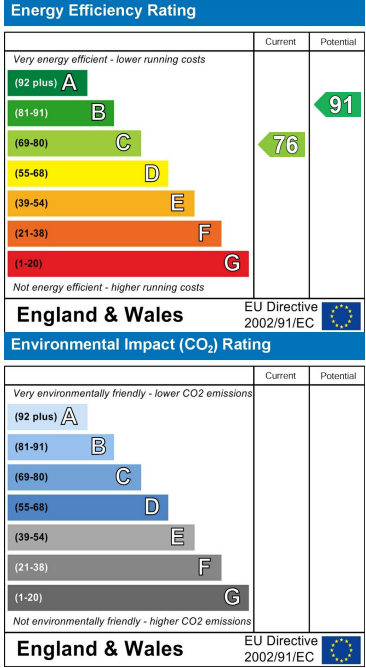 Energy Efficiency Rating
Current Potential
Very energy efficient - lower running costs
(92 plus) A
(81-91) B
(69-80) C
(55-68) D
(39-54) E
(21-38) F
(1-20) G
76
91
Not energy efficient - higher running costs
England & Wales
EU Directive
2002/91/EC
Environmental Impact (CO₂) Rating
Current Potential
Very environmentally friendly - lower CO2 emissions
(92 plus) A
(81-91) B
(69-80) C
(55-68) D
(39-54) E
(21-38) F
(1-20) G
Not environmentally friendly - higher CO2 emissions
England & Wales
EU Directive
2002/91/EC